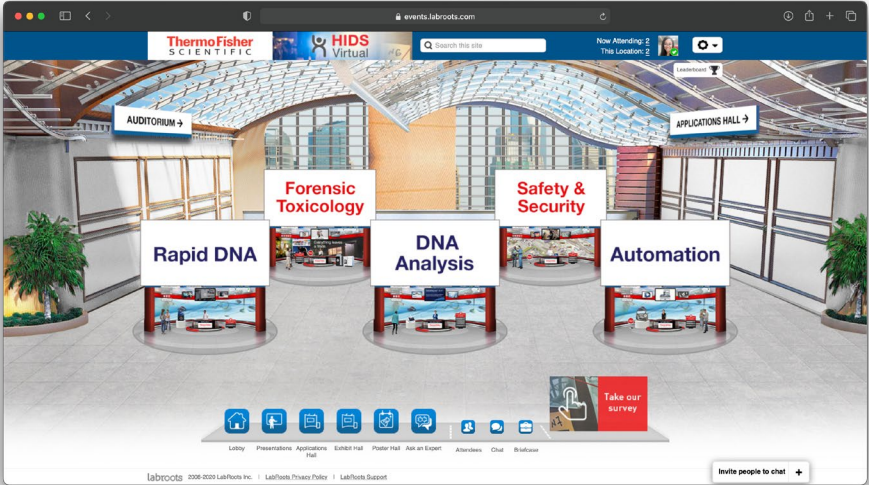 events.labroots.com
ThermoFisher
SCIENTIFIC
HIDS
Virtual
Search this site
Now Attending: 2
This Location: 2
Leaderboard
AUDITORIUM →
APPLICATIONS HALL →
Forensic
Toxicology
Safety &
Security
Rapid DNA
DNA
Analysis
Automation
Take our
survey
Lobby
Presentations
Applications
Hall
Exhibit Hall
Poster Hall
Ask an Expert
Attendees
Chat
Briefcase
Invite people to chat +
labroots 2008-2020 LabRoots Inc. | LabRoots Privacy Policy | LabRoots Support